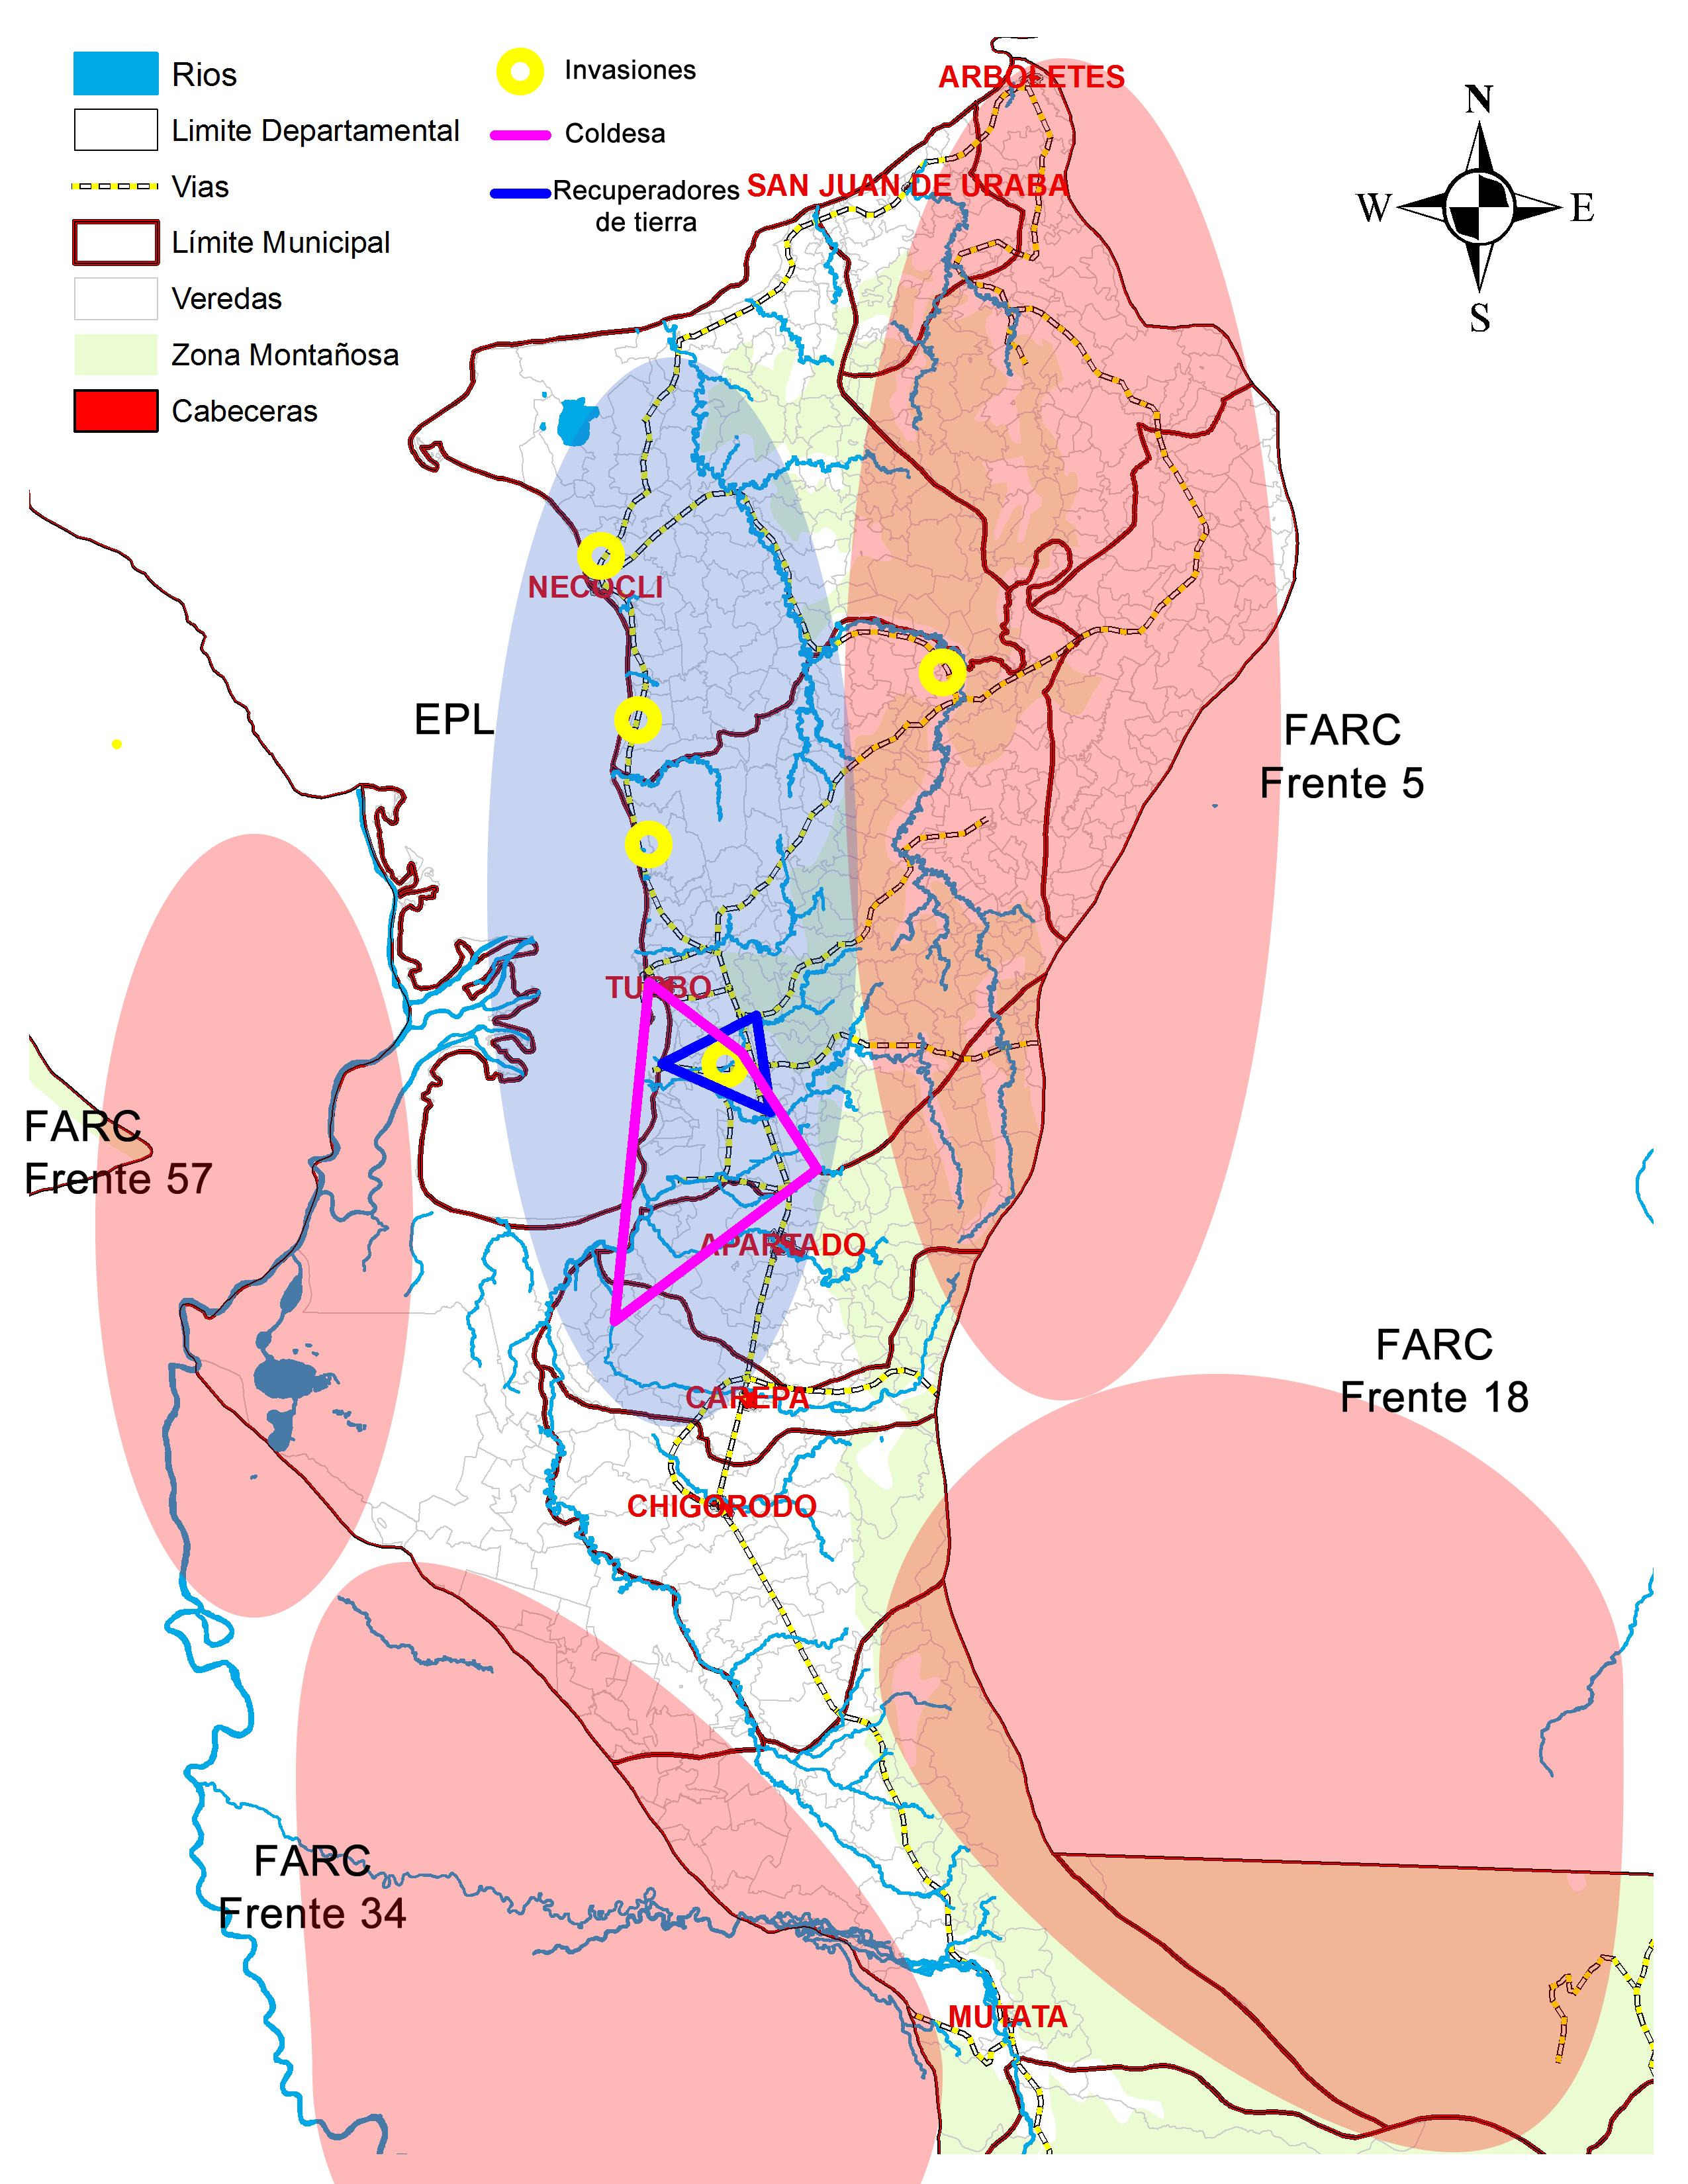 Rios
Limite Departamental
Vias
Límite Municipal
Veredas
Zona Montañosa
Cabeceras
Invasiones
Coldesa
Recuperadores
de tierra
N
W
E
S
ARBOLETES
SAN JUAN DE URABA
NECOCLI
EPL
FARC
Frente 5
TURBO
FARC
Frente 57
APARTADO
FARC
Frente 18
CAREPA
CHIGORODO
FARC
Frente 34
MUTATA